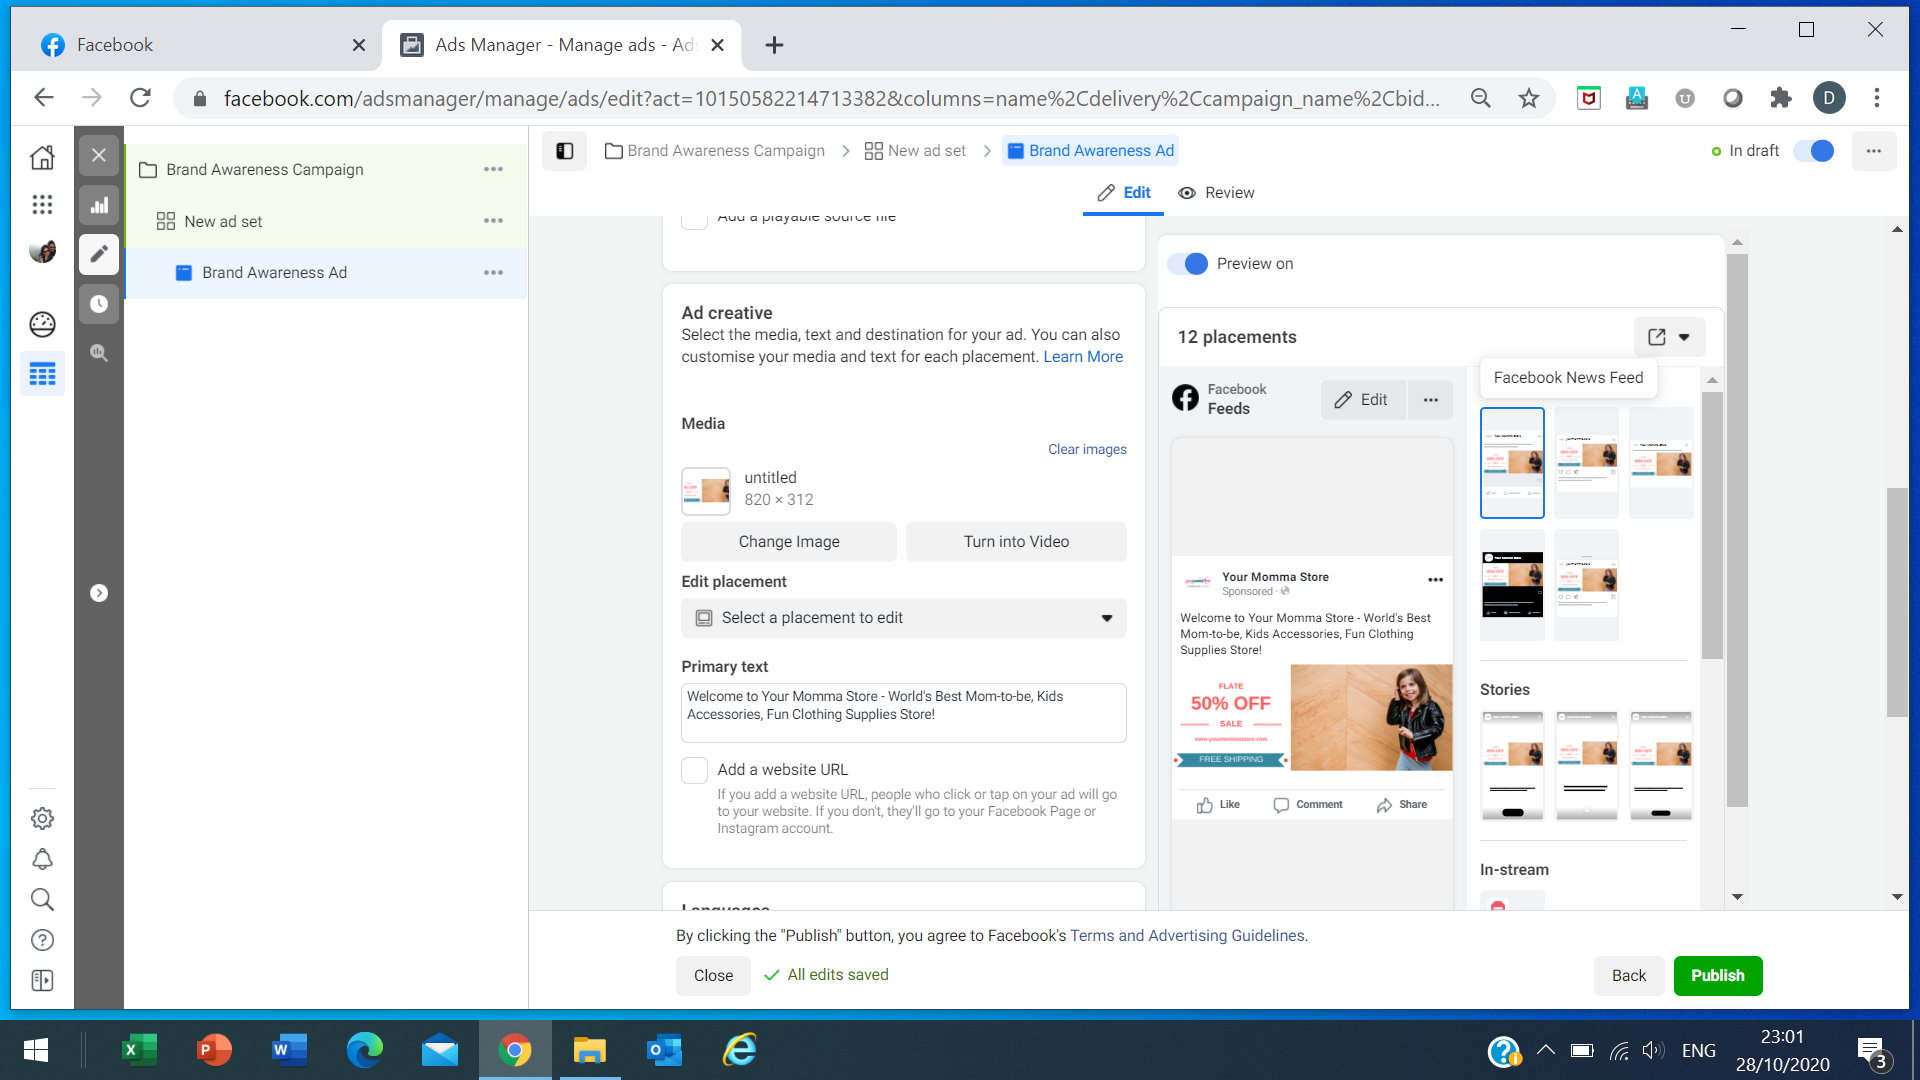 Facebook
Ads Manager - Manage ads - Ad
facebook.com/adsmanager/manage/ads/edit?act=10150582214713382&columns=name%2Cdelivery%2Ccampaign_name%2Cbid...
D
Brand Awareness Campaign
New ad set
Brand Awareness Ad
Brand Awareness Campaign
New ad set
Brand Awareness Ad
In draft
Edit
Review
Add a playable source file
Ad creative
Select the media, text and destination for your ad. You can also
customise your media and text for each placement. Learn More
Media
Clear images
untitled
820 × 312
Change Image
Turn into Video
Edit placement
Select a placement to edit
Primary text
Welcome to Your Momma Store - World's Best Mom-to-be, Kids
Accessories, Fun Clothing Supplies Store!
Add a website URL
If you add a website URL, people who click or tap on your ad will go
to your website. If you don't, they'll go to your Facebook Page or
Instagram account.
Languages
Preview on
12 placements
Facebook News Feed
Facebook
Feeds
Edit
Your Momma Store
Sponsored ·
Welcome to Your Momma Store - World's Best
Mom-to-be, Kids Accessories, Fun Clothing
Supplies Store!
FLATE
50% OFF
SALE
www.yourmommastore.com
FREE SHIPPING
Like
Comment
Share
Stories
In-stream
By clicking the "Publish" button, you agree to Facebook's Terms and Advertising Guidelines.
Close
All edits saved
Back
Publish
ENG
23:01
28/10/2020
3